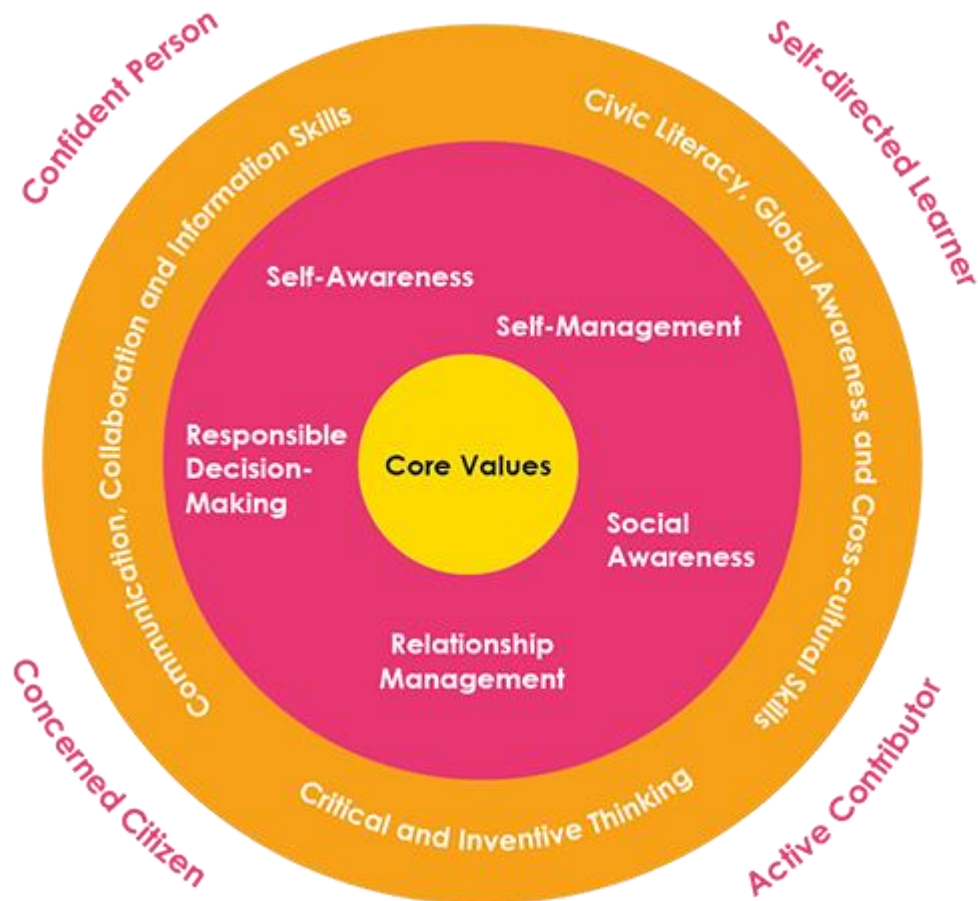 Confident Person
Self-directed Learner
Communication, Collaboration and Information Skills
Civic Literacy, Global Awareness and Cross-cultural Skills
Self-Awareness
Self-Management
Responsible
Decision-
Making
Core Values
Social
Awareness
Relationship
Management
Critical and Inventive Thinking
Concerned Citizen
Active Contributor